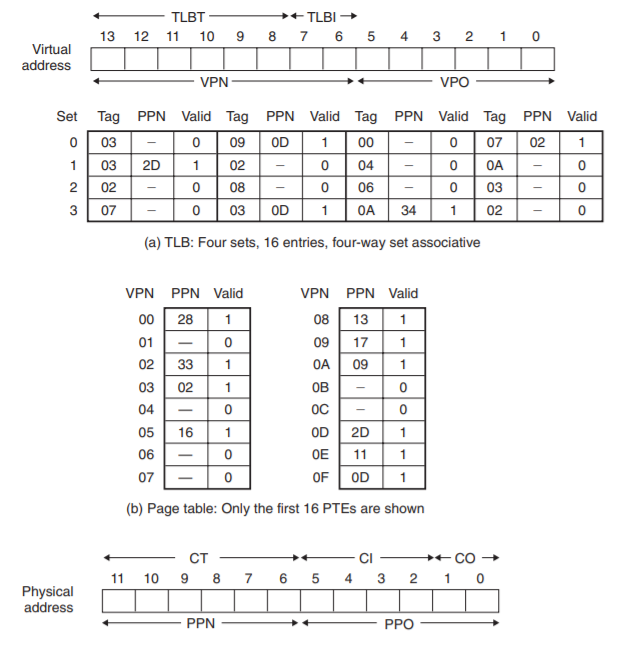 TLBT TLBI
13 12 11 10 9 8 7 6 5 4 3 2 1 0
Virtual
address
VPN VPO
Set Tag PPN Valid Tag PPN Valid Tag PPN Valid Tag PPN Valid
0 03 – 0 09 0D 1 00 – 0 07 02 1
1 03 2D 1 02 – 0 04 – 0 0A – 0
2 02 – 0 08 – 0 06 – 0 03 – 0
3 07 – 0 03 0D 1 0A 34 1 02 – 0
(a) TLB: Four sets, 16 entries, four-way set associative
VPN PPN Valid VPN PPN Valid
00 28 1 08 13 1
01 — 0 09 17 1
02 33 1 0A 09 1
03 02 1 0B – 0
04 — 0 0C – 0
05 16 1 0D 2D 1
06 — 0 0E 11 1
07 — 0 0F 0D 1
(b) Page table: Only the first 16 PTEs are shown
CT CI CO
11 10 9 8 7 6 5 4 3 2 1 0
Physical
address
PPN PPO